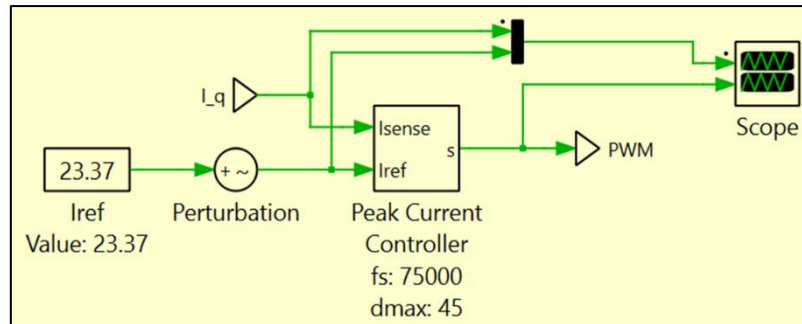 I_q
Isense
Iref
s
PWM
Scope
23.37
+ ~
Iref
Value: 23.37
Perturbation
Peak Current
Controller
fs: 75000
dmax: 45